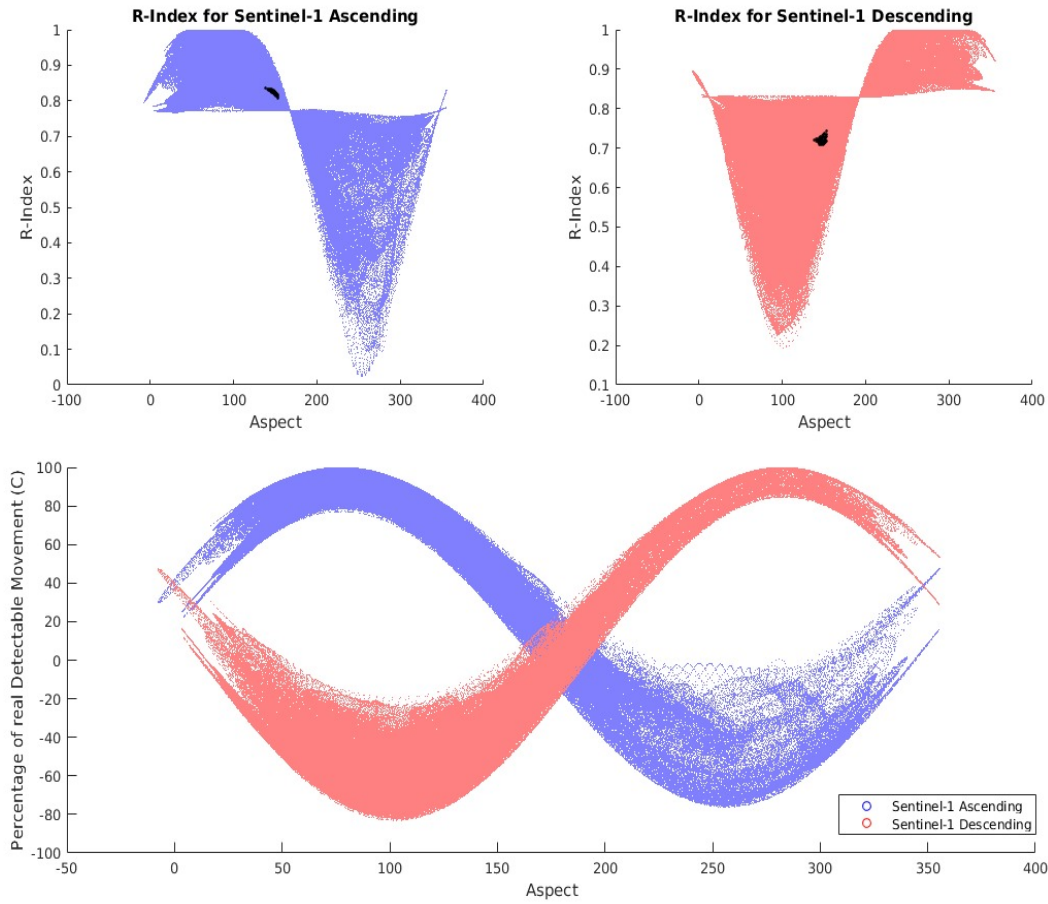 R-Index for Sentinel-1 Ascending
1
0.9
0.8
0.7
0.6
0.5
0.4
0.3
0.2
0.1
0
R-Index
-100 0 100 200 300 400
Aspect
R-Index for Sentinel-1 Descending
1
0.9
0.8
0.7
0.6
0.5
0.4
0.3
0.2
0.1
R-Index
-100 0 100 200 300 400
Aspect
100
80
60
40
20
0
-20
-40
-60
-80
-100
Percentage of real Detectable Movement (C)
-50 0 50 100 150 200 250 300 350 400
Aspect
Sentinel-1 Ascending
Sentinel-1 Descending